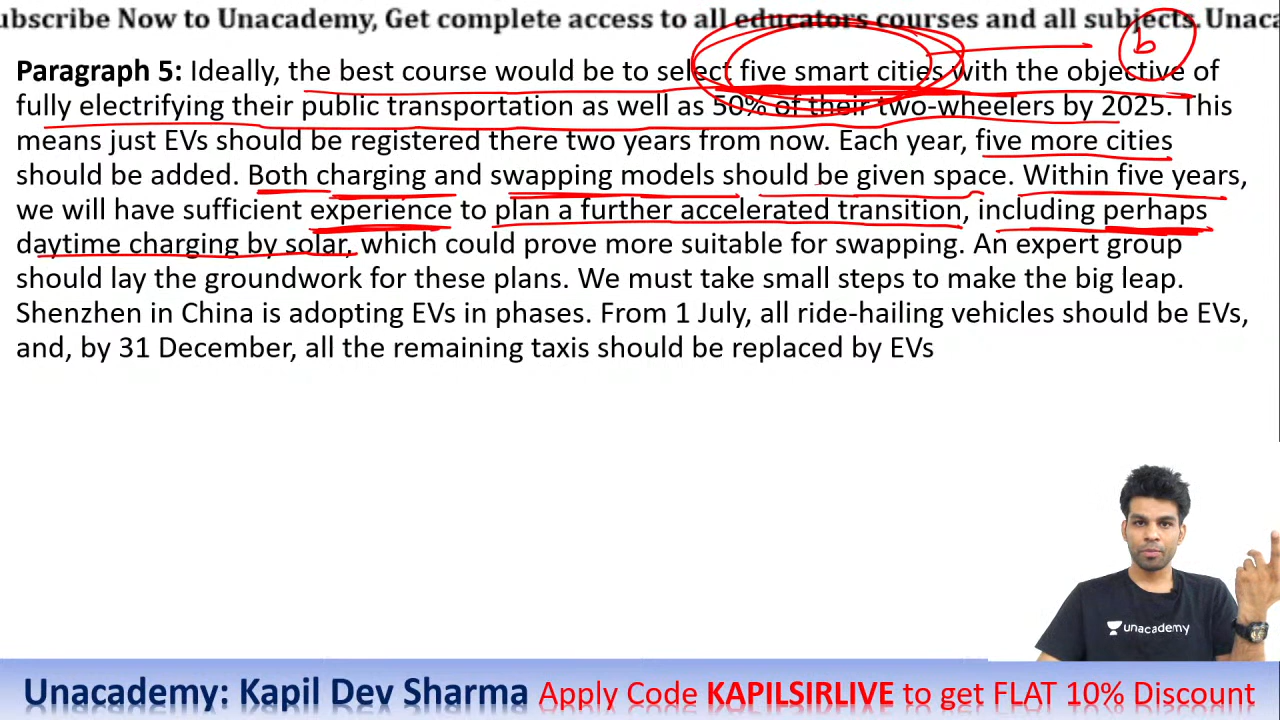 ubscribe Now to Unacademy, Get complete access to all educators courses and all subjects.Unaca
b
Paragraph 5: Ideally, the best course would be to select five smart cities with the objective of
fully electrifying their public transportation as well as 50% of their two-wheelers by 2025. This
means just EVs should be registered there two years from now. Each year, five more cities
should be added. Both charging and swapping models should be given space. Within five years,
we will have sufficient experience to plan a further accelerated transition, including perhaps
daytime charging by solar, which could prove more suitable for swapping. An expert group
should lay the groundwork for these plans. We must take small steps to make the big leap.
Shenzhen in China is adopting EVs in phases. From 1 July, all ride-hailing vehicles should be EVs,
and, by 31 December, all the remaining taxis should be replaced by EVs
unacademy
Unacademy: Kapil Dev Sharma Apply Code KAPILSIRLIVE to get FLAT 10% Discount